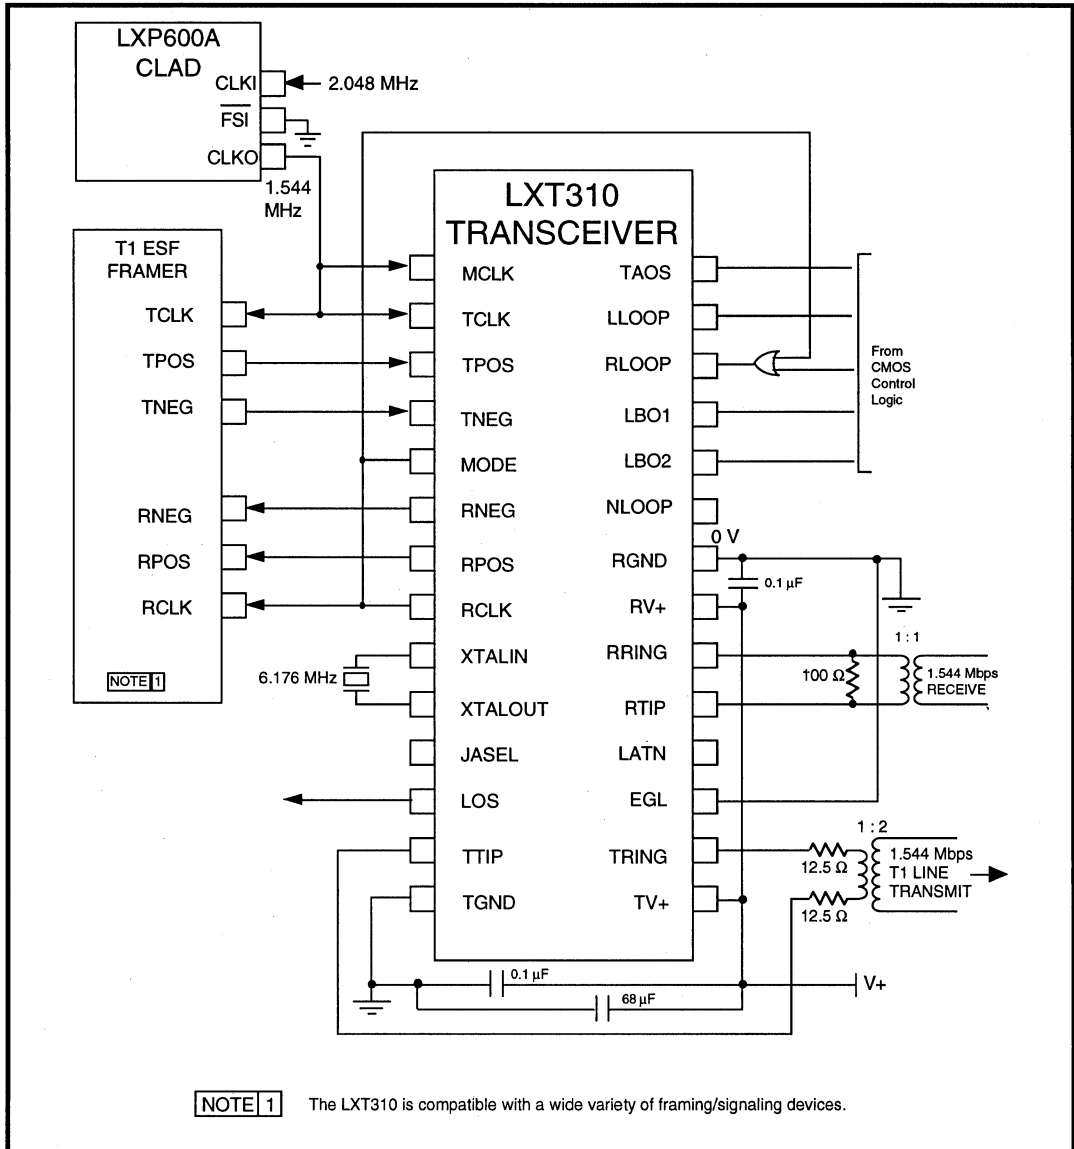 LXP600A
CLAD
CLKI
2.048 MHz
FSI
CLKO
1.544
MHz
T1 ESF
FRAMER
TCLK
TPOS
TNEG
RNEG
RPOS
RCLK
NOTE 1
LXT310
TRANSCEIVER
MCLK
TCLK
TPOS
TNEG
MODE
RNEG
RPOS
RCLK
XTALIN
XTALOUT
JASEL
LOS
TTIP
TGND
6.176 MHz
TAOS
LLOOP
RLOOP
LBO1
LBO2
NLOOP
RGND
RV+
RRING
RTIP
LATN
EGL
TRING
TV+
From
CMOS
Control
Logic
0 V
0.1 µF
1 : 1
100 Ω
1.544 Mbps
RECEIVE
1 : 2
12.5 Ω
12.5 Ω
1.544 Mbps
T1 LINE
TRANSMIT
0.1 µF
68 µF
V+
NOTE 1 The LXT310 is compatible with a wide variety of framing/signaling devices.